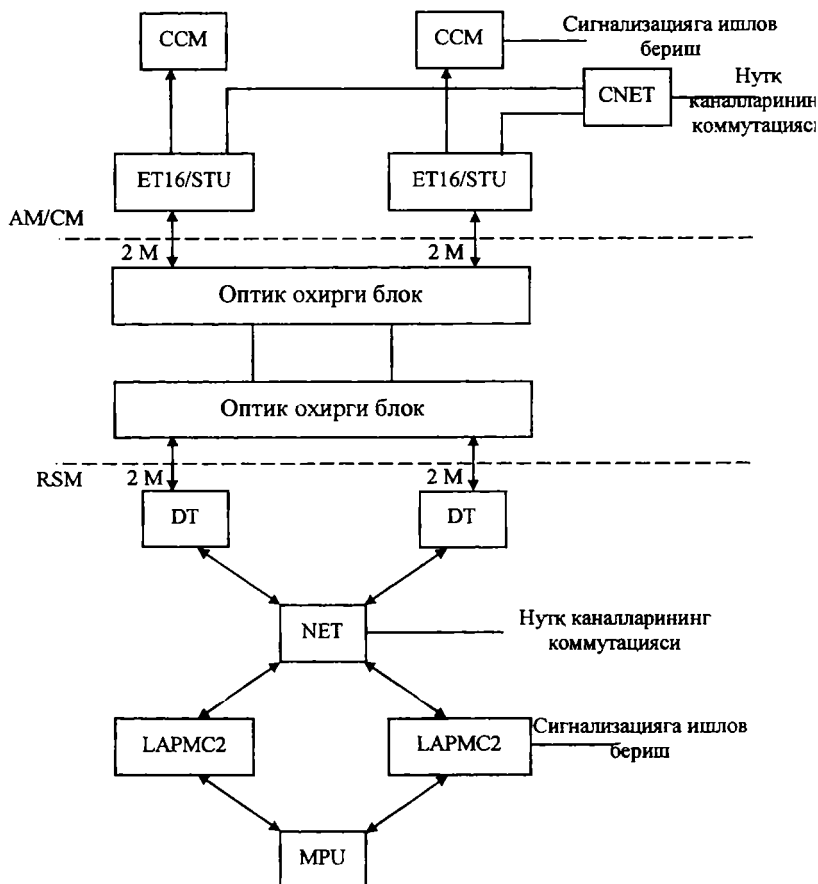 CCM
CCM
Сигнализацияга ишлов
бериш
CNET
Нутқ
каналларининг
коммутацияси
ET16/STU
ET16/STU
AM/CM
2 M
2 M
Оптик охирги блок
Оптик охирги блок
RSM
2 M
2 M
DT
DT
NET
Нутқ каналларининг
коммутацияси
LAPMC2
LAPMC2
Сигнализацияга ишлов
бериш
MPU